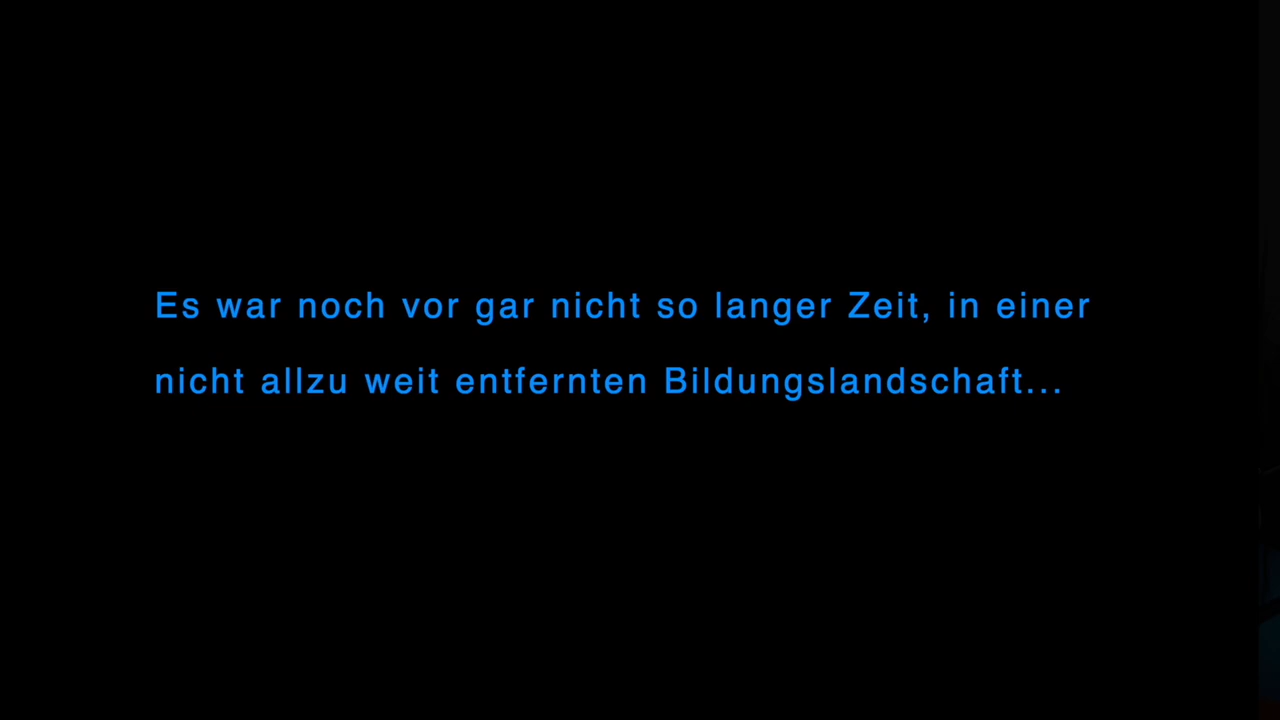 Es war noch vor gar nicht so langer Zeit, in einer
nicht allzu weit entfernten Bildungslandschaft...